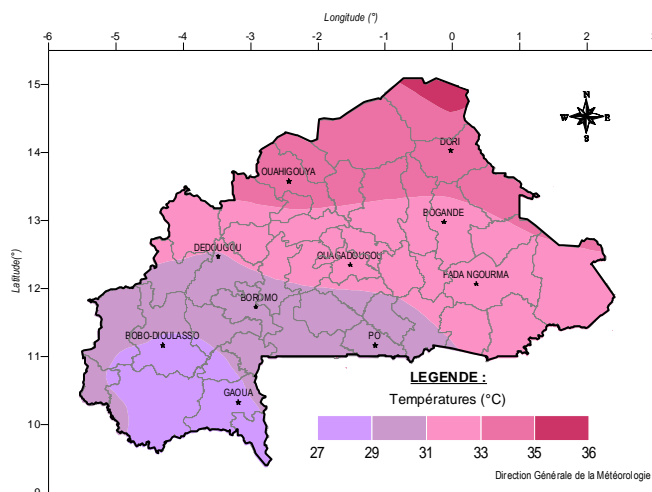 Longitude (°)
-6 -5 -4 -3 -2 -1 0 1 2
15
N
W E
S
14
DORI
OUAHIGOUYA
13
BOGANDE
DEDOUGOU
OUAGADOUGOU
FADA NGOURMA
Latitude(°)
12
BOROMO
BOBO-DIOULASSO
PO
11
LEGENDE :
GAOUA
Températures (°C)
10
27 29 31 33 35 36
Direction Générale de la Météorologie
9